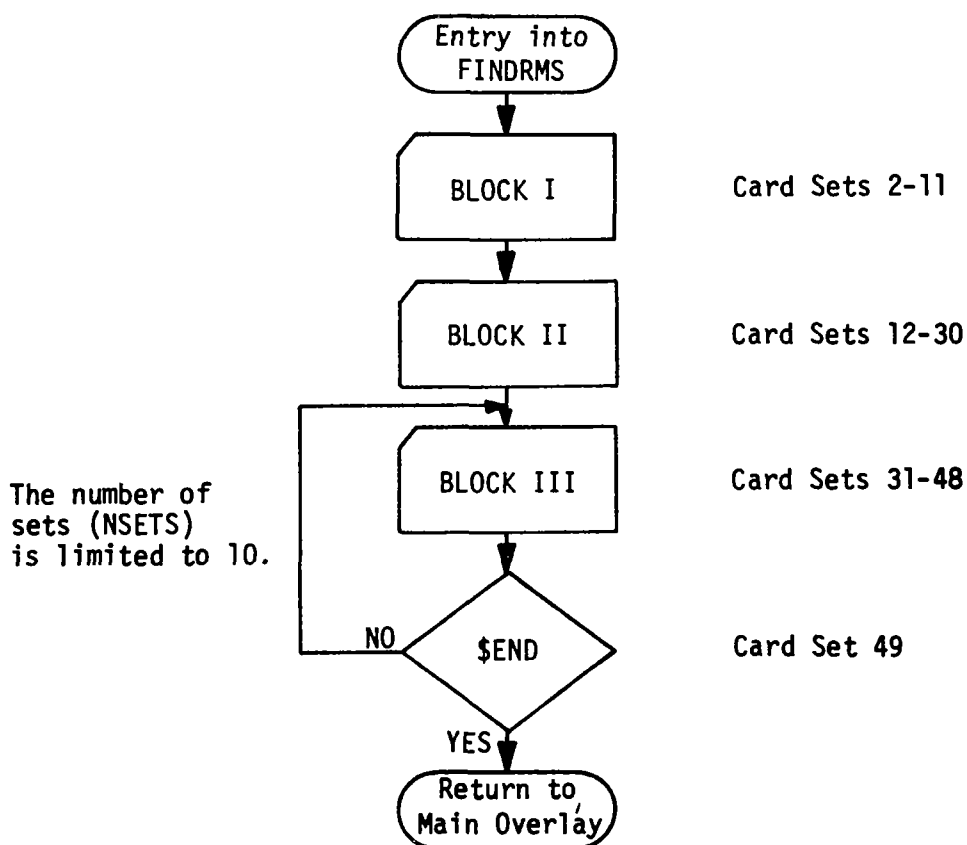 Entry into
FINDRMS
BLOCK I
Card Sets 2-11
BLOCK II
Card Sets 12-30
BLOCK III
Card Sets 31-48
The number of
sets (NSETS)
is limited to 10.
NO
$END
Card Set 49
YES
Return to
Main Overlay